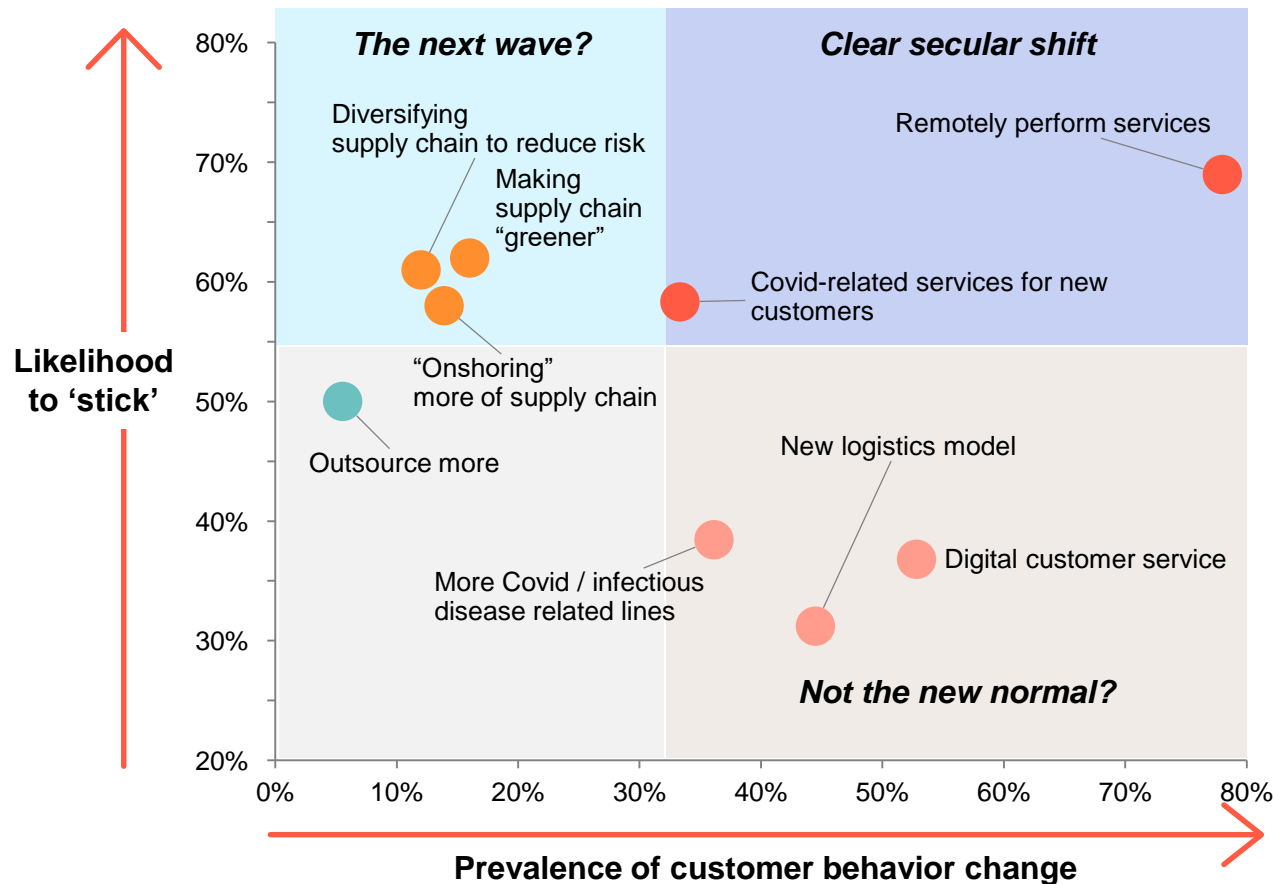 80%
The next wave?
Clear secular shift
Diversifying
supply chain to reduce risk
Remotely perform services
70%
Making
supply chain
“greener”
60%
Covid-related services for new
customers
Likelihood
to ‘stick’
“Onshoring”
more of supply chain
50%
New logistics model
Outsource more
40%
More Covid / infectious
disease related lines
Digital customer service
30%
Not the new normal?
20%
0%
10%
20%
30%
40%
50%
60%
70%
80%
Prevalence of customer behavior change